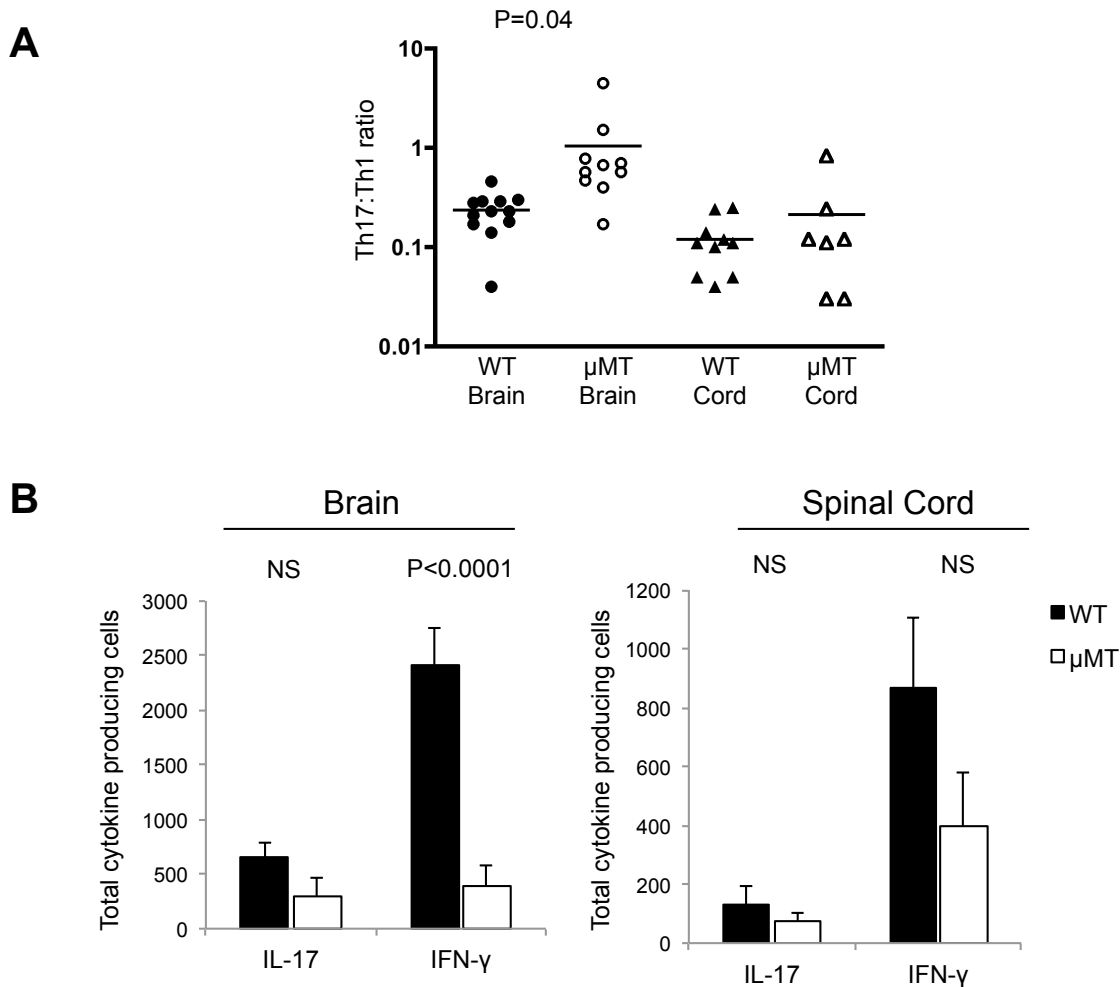 A
P=0.04
Th17:Th1 ratio
10
1
0.1
0.01
WT
Brain
µMT
Brain
WT
Cord
µMT
Cord
B
Brain
NS
P<0.0001
Total cytokine producing cells
3000
2500
2000
1500
1000
500
0
IL-17
IFN-γ
Spinal Cord
NS
NS
Total cytokine producing cells
1200
1000
800
600
400
200
0
IL-17
IFN-γ
WT
µMT